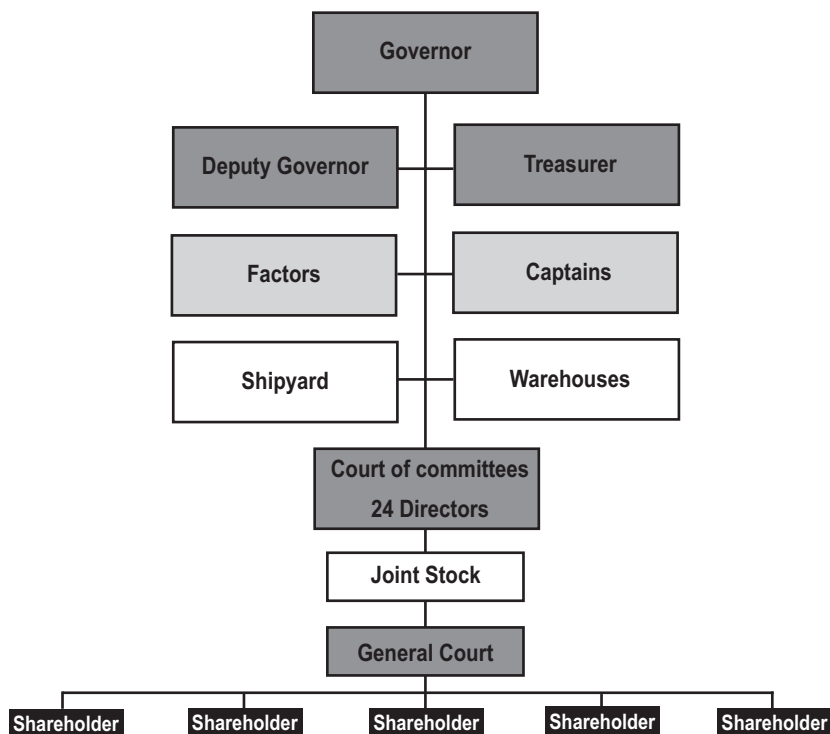 Governor
Deputy Governor
Treasurer
Factors
Captains
Shipyard
Warehouses
Court of committees
24 Directors
Joint Stock
General Court
Shareholder
Shareholder
Shareholder
Shareholder
Shareholder